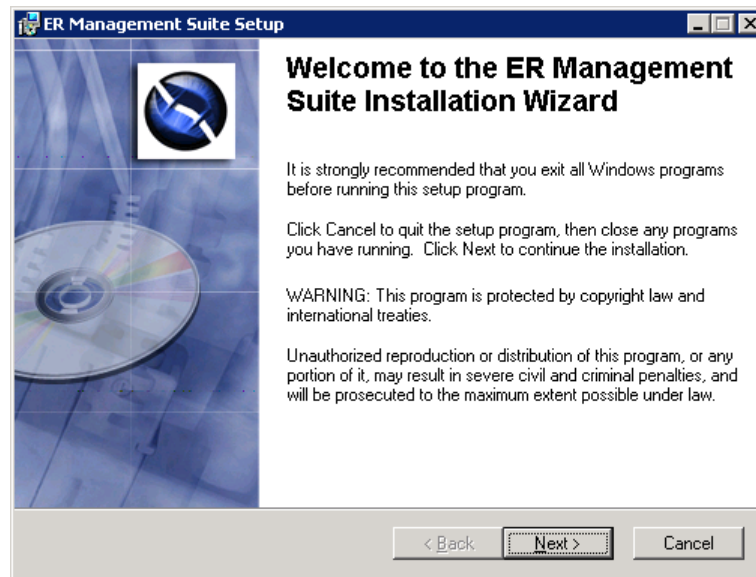 ER Management Suite Setup
Welcome to the ER Management
Suite Installation Wizard
It is strongly recommended that you exit all Windows programs
before running this setup program.
Click Cancel to quit the setup program, then close any programs
you have running. Click Next to continue the installation.
WARNING: This program is protected by copyright law and
international treaties.
Unauthorized reproduction or distribution of this program, or any
portion of it, may result in severe civil and criminal penalties, and
will be prosecuted to the maximum extent possible under law.
< Back Next > Cancel